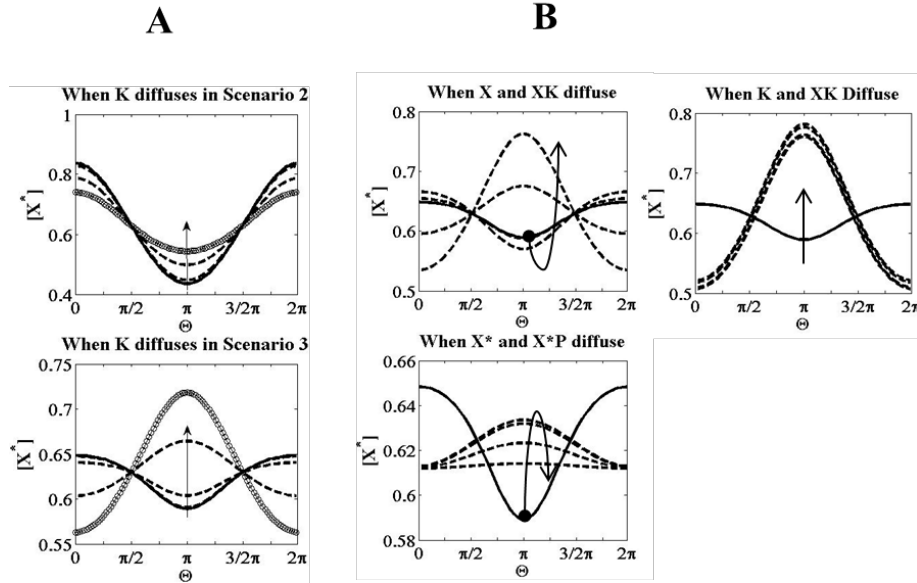 A
B
When K diffuses in Scenario 2
1
0.8
[X*]
0.6
0.4
0 π/2 π 3/2π 2π
Θ
When K diffuses in Scenario 3
0.75
0.7
0.65
[X*]
0.6
0.55
0 π/2 π 3/2π 2π
Θ
When X and XK diffuse
0.8
0.7
[X*]
0.6
0.5
0 π/2 π 3/2π 2π
Θ
When K and XK Diffuse
0.8
0.7
0.6
0.5
0 π/2 π 3/2π 2π
Θ
When X* and X*P diffuse
0.66
0.64
[X*]
0.62
0.6
0.58
0 π/2 π 3/2π 2π
Θ